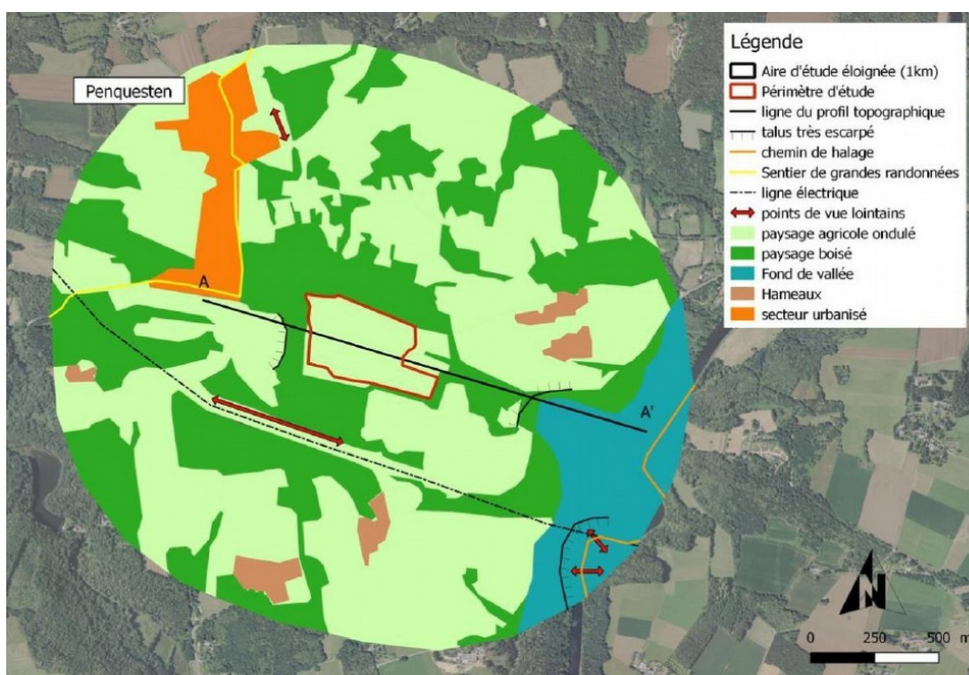 Penquesten
A
A'
Légende
Aire d'étude éloignée (1km)
Périmètre d'étude
ligne du profil topographique
talus très escarpé
chemin de halage
Sentier de grandes randonnées
ligne électrique
points de vue lointains
paysage agricole ondulé
paysage boisé
Fond de vallée
Hameaux
secteur urbanisé
N
0 250 500 m